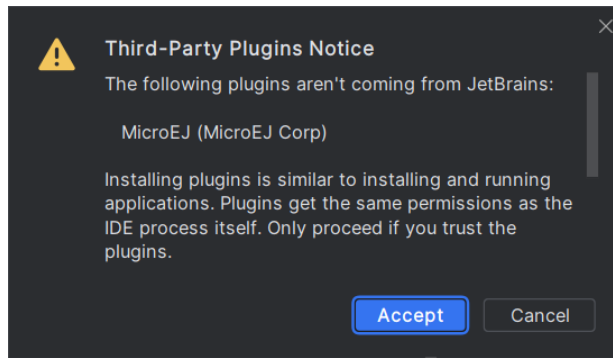 Third-Party Plugins Notice
The following plugins aren't coming from JetBrains:
MicroEJ (MicroEJ Corp)
Installing plugins is similar to installing and running
applications. Plugins get the same permissions as the
IDE process itself. Only proceed if you trust the
plugins.
Accept
Cancel